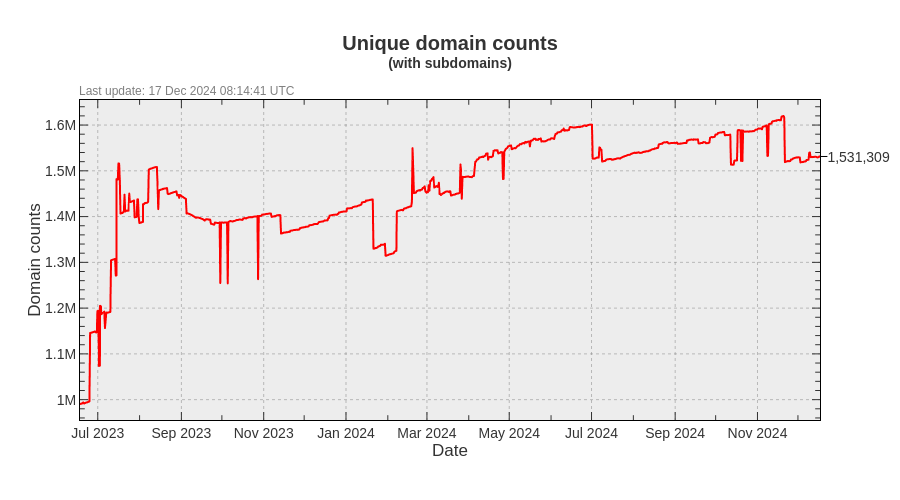 Unique domain counts
(with subdomains)
Last update: 17 Dec 2024 08:14:41 UTC
1.6M
1.5M
1.4M
1.3M
1.2M
1.1M
1M
Domain counts
1,531,309
Jul 2023 Sep 2023 Nov 2023 Jan 2024 Mar 2024 May 2024 Jul 2024 Sep 2024 Nov 2024
Date